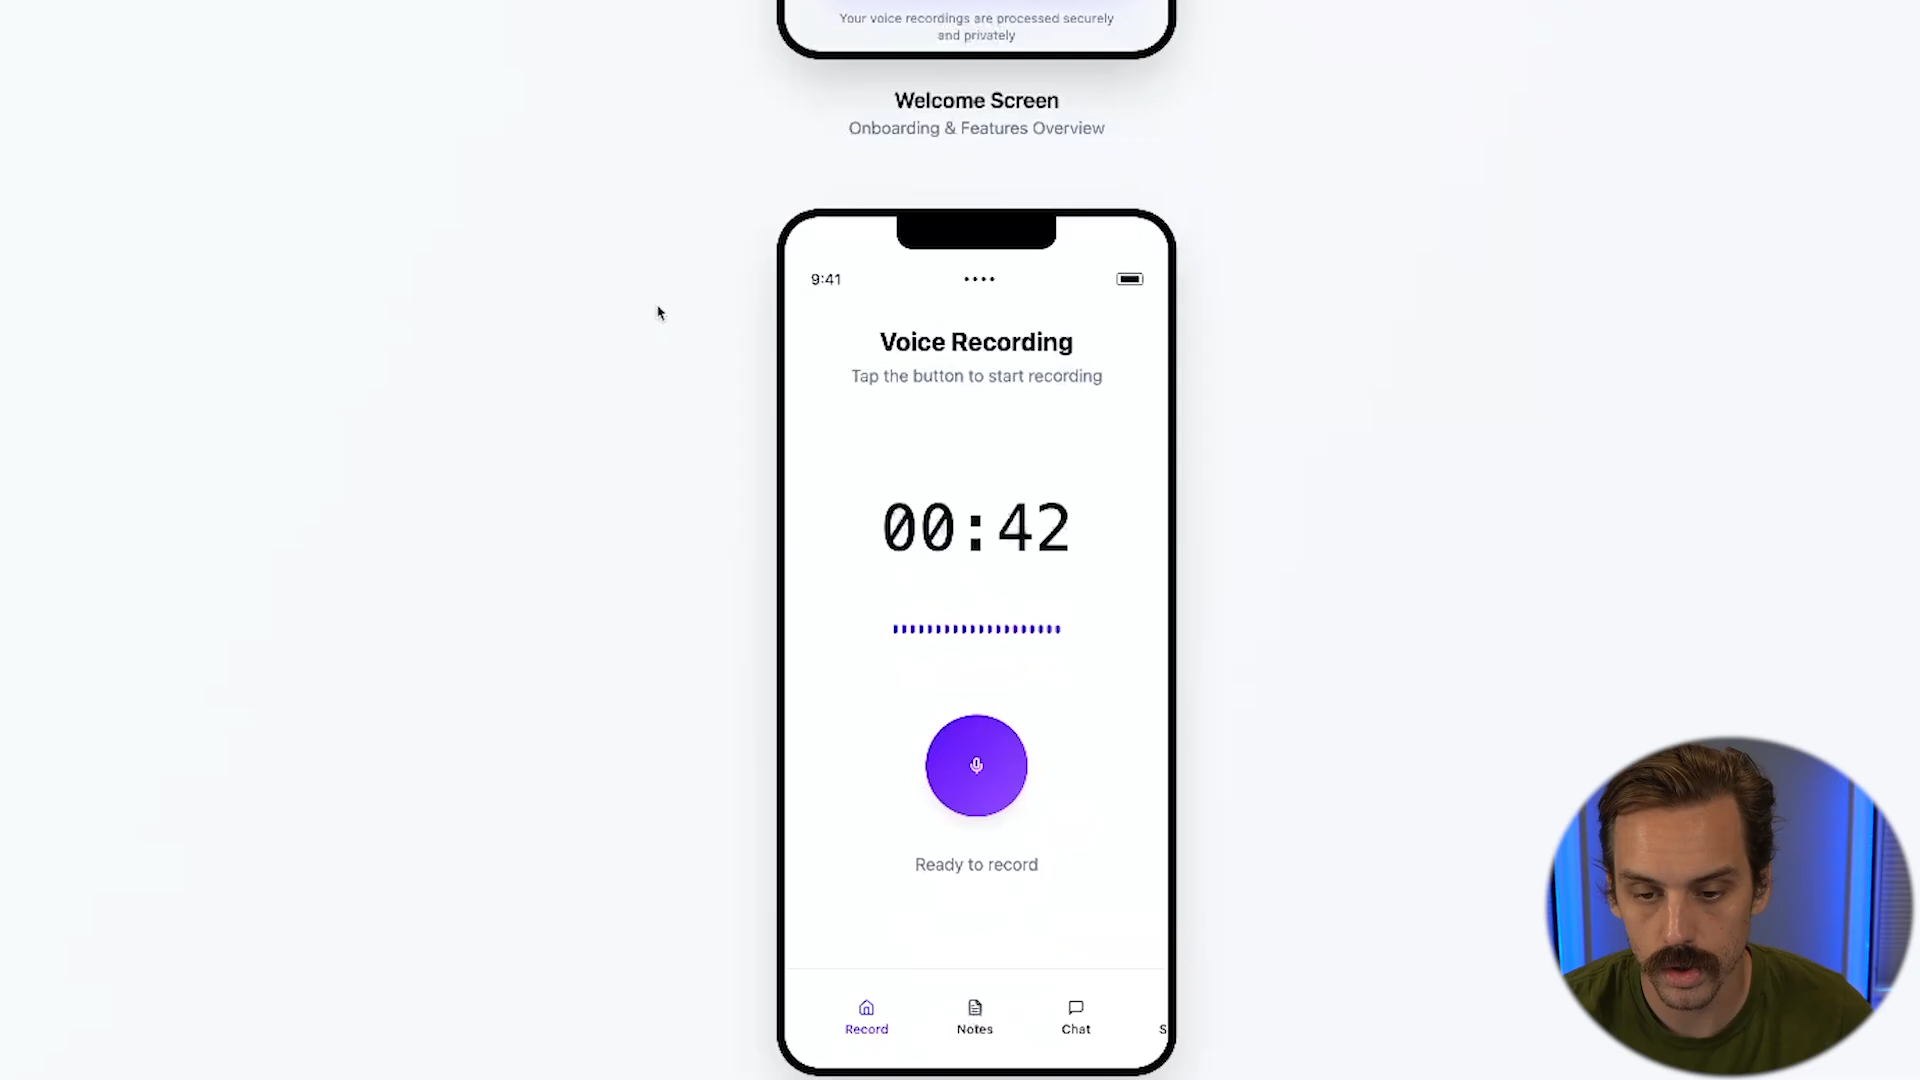 Your voice recordings are processed securely
and privately
Welcome Screen
Onboarding & Features Overview
9:41
Voice Recording
Tap the button to start recording
00:42
Ready to record
Record
Notes
Chat
S